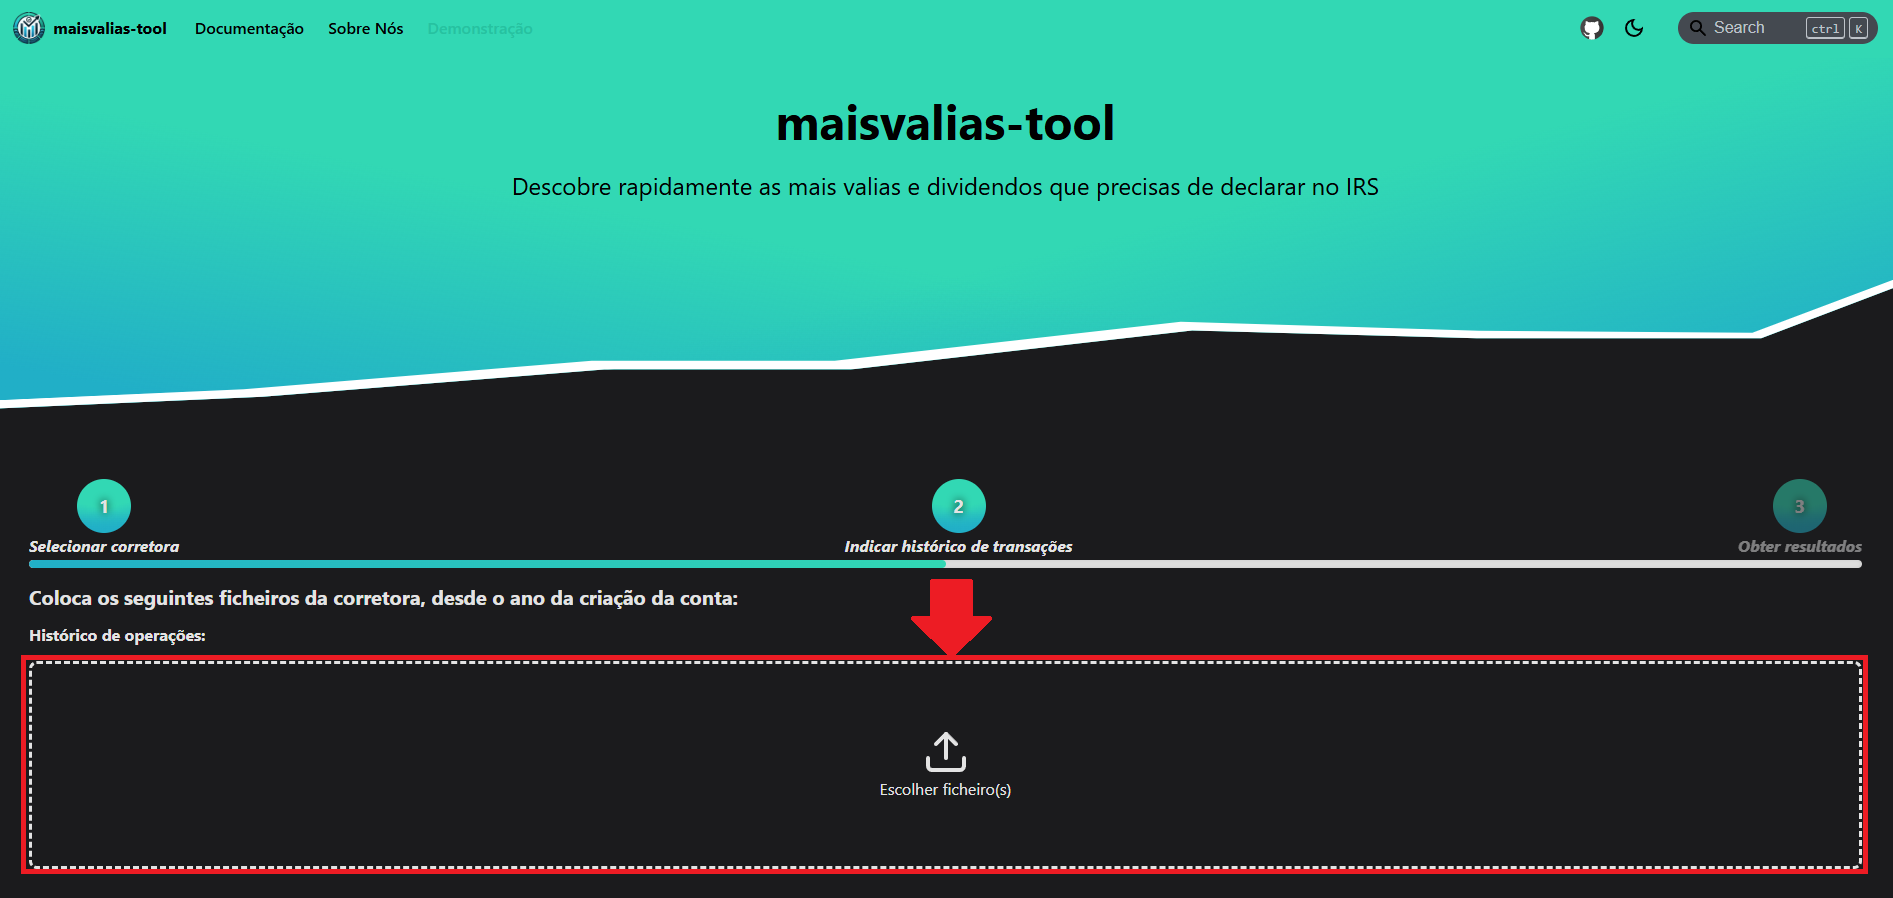 maisvalias-tool
Documentação
Sobre Nós
Demonstração
Search
ctrl
K
maisvalias-tool
Descobre rapidamente as mais valias e dividendos que precisas de declarar no IRS
1
2
3
Selecionar corretora
Indicar histórico de transações
Obter resultados
Coloca os seguintes ficheiros da corretora, desde o ano da criação da conta:
Histórico de operações:
Escolher ficheiro(s)